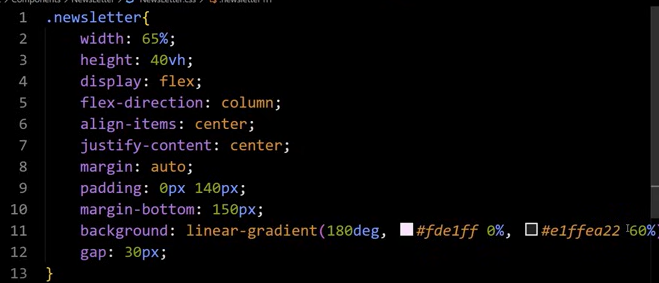 Components > NewsLetter > NewsLetter.css > .newsletter h1
1 .newsletter{
2 width: 65%;
3 height: 40vh;
4 display: flex;
5 flex-direction: column;
6 align-items: center;
7 justify-content: center;
8 margin: auto;
9 padding: 0px 140px;
10 margin-bottom: 150px;
11 background: linear-gradient(180deg, #fde1ff 0%, #e1ffea22 60%)
12 gap: 30px;
13 }